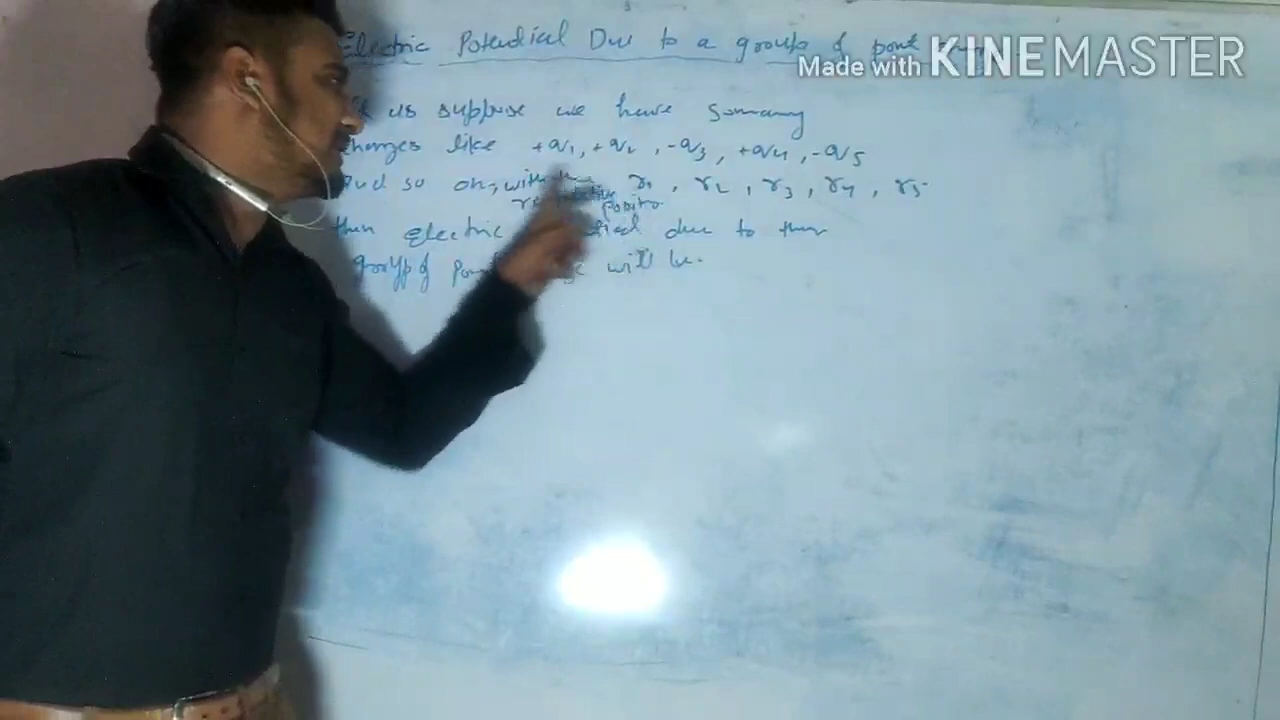 Electric Potential Due to a group of point
Made with KINEMASTER
us suppose we have so many
charges like +q1, +q2, -q3, +q4, -q5
and so on, with the r1, r2, r3, r4, r5
then electric due to this
group of will be.